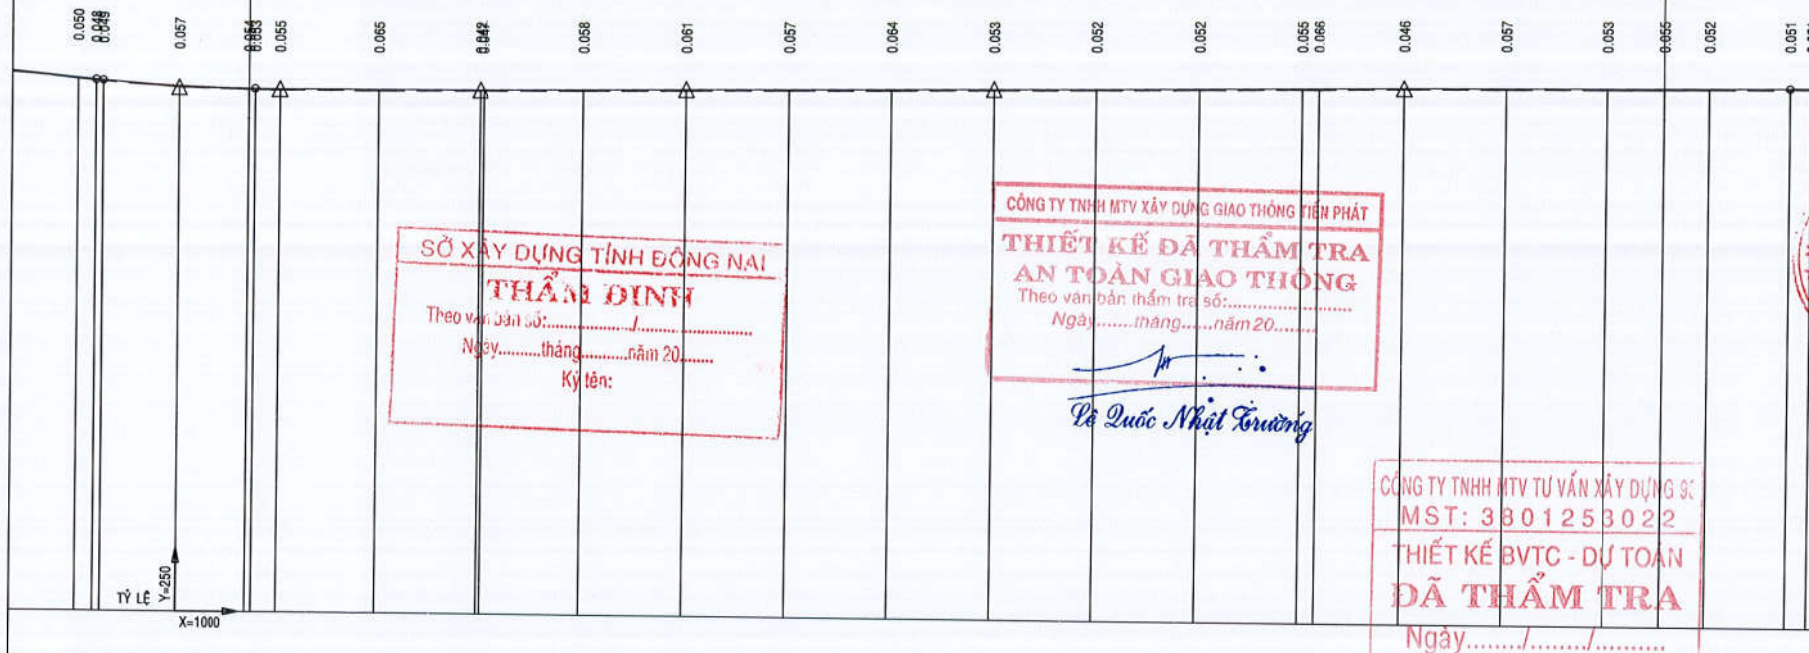 0.050
0.048
0.049
0.057
0.053
0.055
0.065
0.058
0.061
0.057
0.064
0.053
0.052
0.052
0.055
0.066
0.046
0.057
0.053
0.055
0.052
0.051
SỞ XÂY DỰNG TỈNH ĐỒNG NAI
THẨM ĐỊNH
Theo văn bản số:............../..................
Ngày.........tháng.........năm 20.......
Ký tên:
CÔNG TY TNHH MTV XÂY DỰNG GIAO THÔNG TIẾN PHÁT
THIẾT KẾ ĐÃ THẨM TRA
AN TOÀN GIAO THÔNG
Theo văn bản thẩm tra số:......................
Ngày.......tháng......năm 20........
Lê Quốc Nhật Trường
CÔNG TY TNHH MTV TƯ VẤN XÂY DỰNG
MST: 3801253022
THIẾT KẾ BVTC - DỰ TOÁN
ĐÃ THẨM TRA
Ngày......../......../..........
TỶ LỆ
Y=250
X=1000